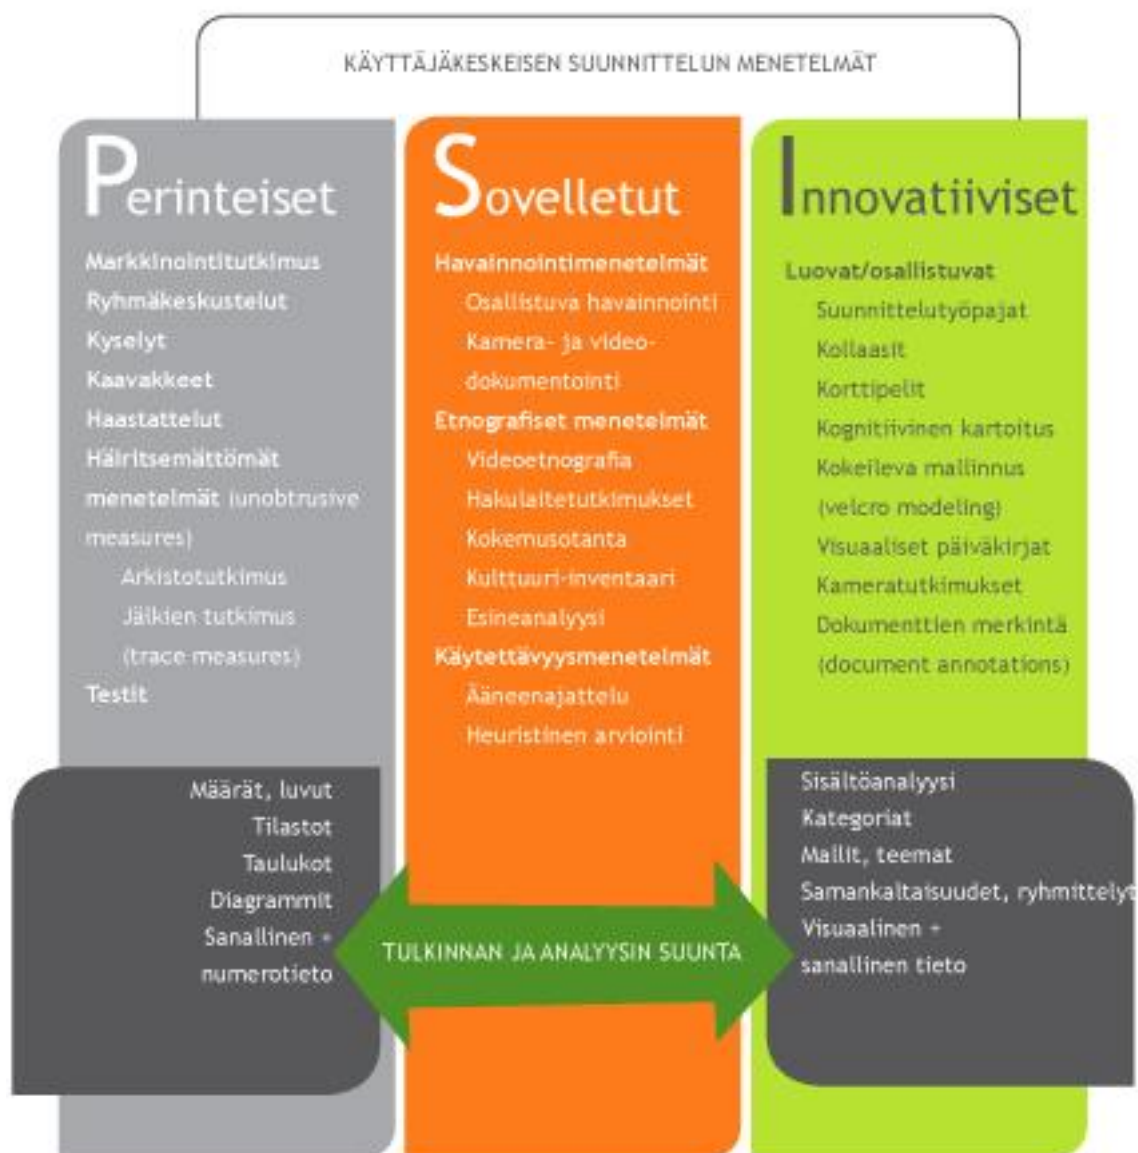 KÄYTTÄJÄKESKEISEN SUUNNITTELUN MENETELMÄT
Perinteiset
Markkinointitutkimus
Ryhmäkeskustelut
Kyselyt
Kaavakkeet
Haastattelut
Häiritsemättömät
menetelmät (unobtrusive
measures)
Arkistotutkimus
Jälkien tutkimus
(trace measures)
Testit
Määrät, luvut
Tilastot
Taulukot
Diagrammit
Sanallinen +
numerotieto
Sovelletut
Havainnointimenetelmät
Osallistuva havainnointi
Kamera- ja video-
dokumentointi
Etnografiset menetelmät
Videoetnografia
Hakulaitetutkimukset
Kokemusotanta
Kulttuuri-inventaari
Esineanalyysi
Käytettävyysmenetelmät
Ääneenajattelu
Heuristinen arviointi
TULKINNAN JA ANALYYSIN SUUNTA
Innovatiiviset
Luovat/osallistuvat
Suunnittelutyöpajat
Kollaasit
Korttipelit
Kognitiivinen kartoitus
Kokeileva mallinnus
(velcro modeling)
Visuaaliset päiväkirjat
Kameratutkimukset
Dokumenttien merkintä
(document annotations)
Sisältöanalyysi
Kategoriat
Mallit, teemat
Samankaltaisuudet, ryhmittelyt
Visuaalinen +
sanallinen tieto